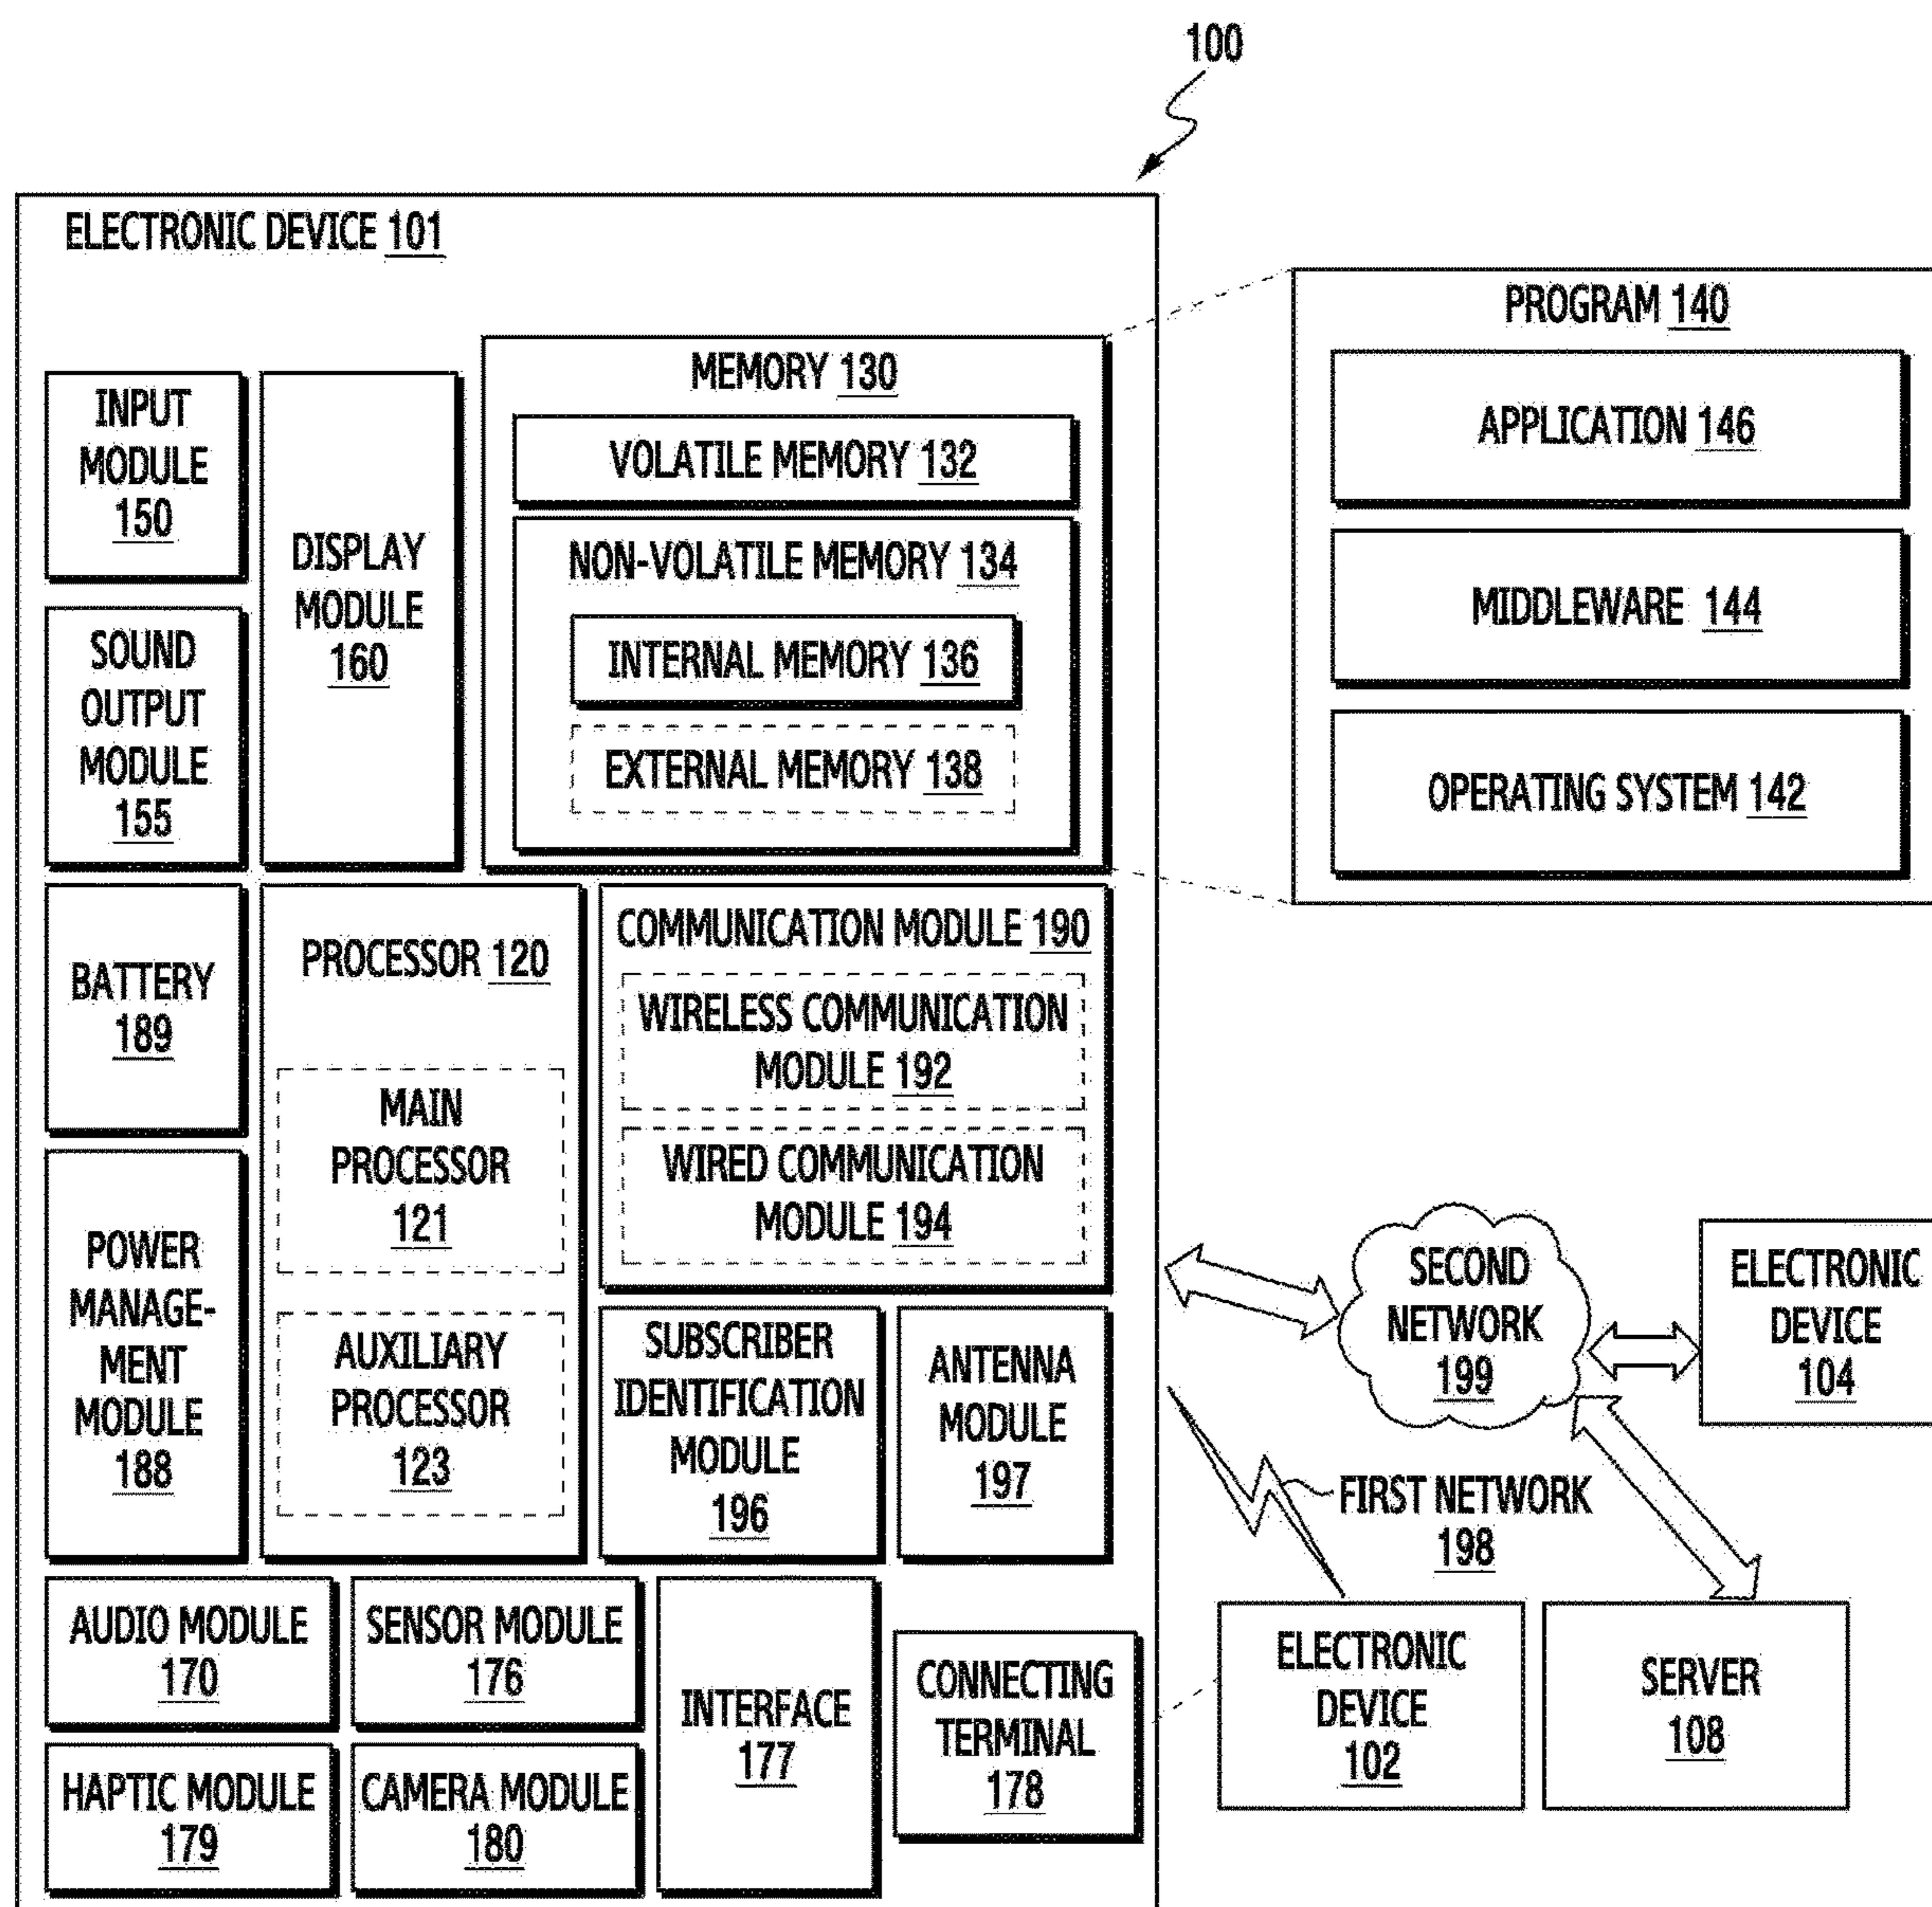 100
ELECTRONIC DEVICE 101
INPUT
MODULE
150
SOUND
OUTPUT
MODULE
155
DISPLAY
MODULE
160
MEMORY 130
VOLATILE MEMORY 132
NON-VOLATILE MEMORY 134
INTERNAL MEMORY 136
EXTERNAL MEMORY 138
PROGRAM 140
APPLICATION 146
MIDDLEWARE 144
OPERATING SYSTEM 142
BATTERY
189
POWER
MANAGE-
MENT
MODULE
188
PROCESSOR 120
MAIN
PROCESSOR
121
AUXILIARY
PROCESSOR
123
COMMUNICATION MODULE 190
WIRELESS COMMUNICATION
MODULE 192
WIRED COMMUNICATION
MODULE 194
SUBSCRIBER
IDENTIFICATION
MODULE
196
ANTENNA
MODULE
197
SECOND
NETWORK
199
ELECTRONIC
DEVICE
104
FIRST NETWORK
198
AUDIO MODULE
170
SENSOR MODULE
176
INTERFACE
177
CONNECTING
TERMINAL
178
HAPTIC MODULE
179
CAMERA MODULE
180
ELECTRONIC
DEVICE
102
SERVER
108